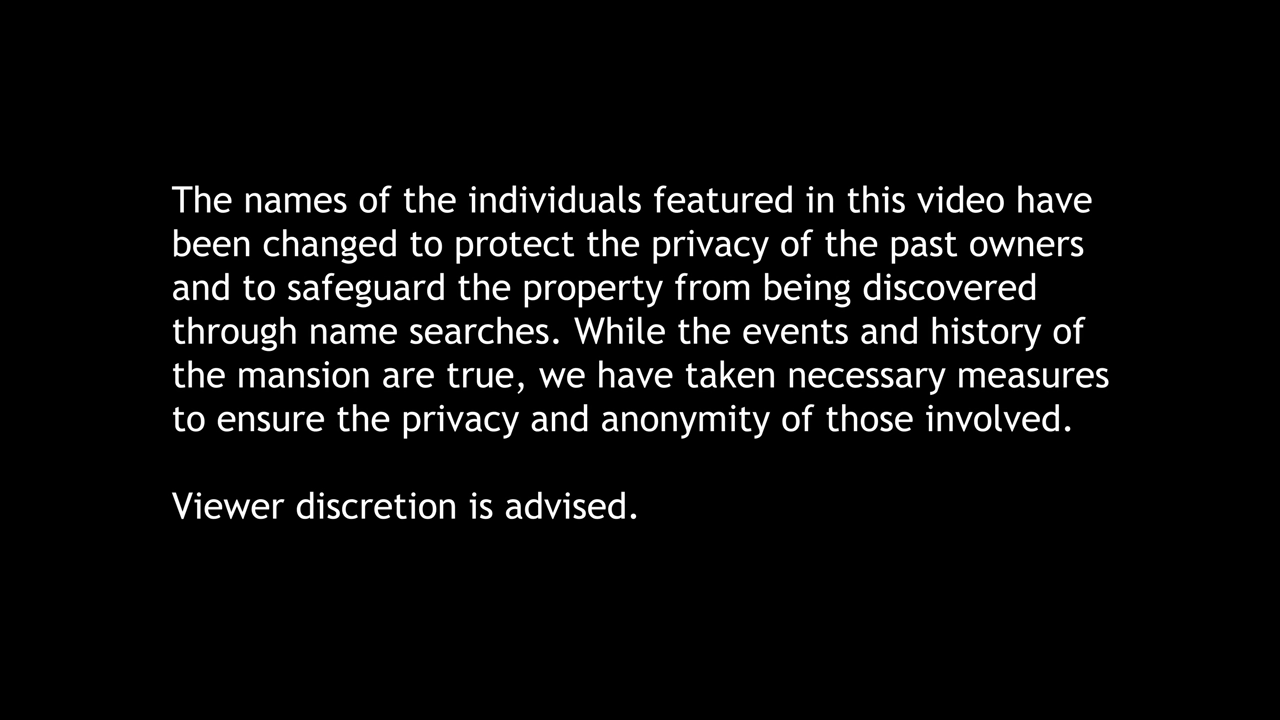 The names of the individuals featured in this video have
been changed to protect the privacy of the past owners
and to safeguard the property from being discovered
through name searches. While the events and history of
the mansion are true, we have taken necessary measures
to ensure the privacy and anonymity of those involved.
Viewer discretion is advised.